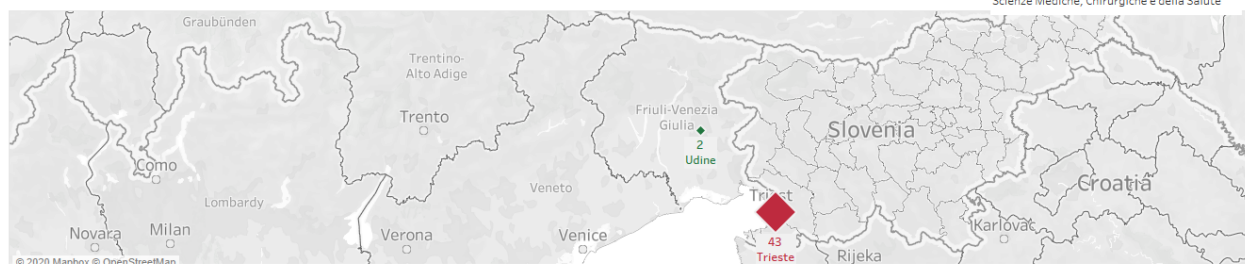 Scienze Mediche, Chirurgiche e della Salute
Graubünden
Trentino-
Alto Adige
Trento
Friuli-Venezia
Giulia
2
Udine
Slovenia
Como
Veneto
Lombardy
Croatia
Novara
Milan
Verona
Venice
43
Trieste
Rijeka
Karlovac
© 2020 Mapbox © OpenStreetMap